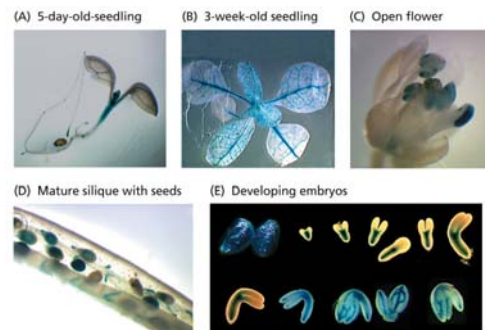 (A) 5-day-old-seedling
(B) 3-week-old seedling
(C) Open flower
(D) Mature silique with seeds
(E) Developing embryos